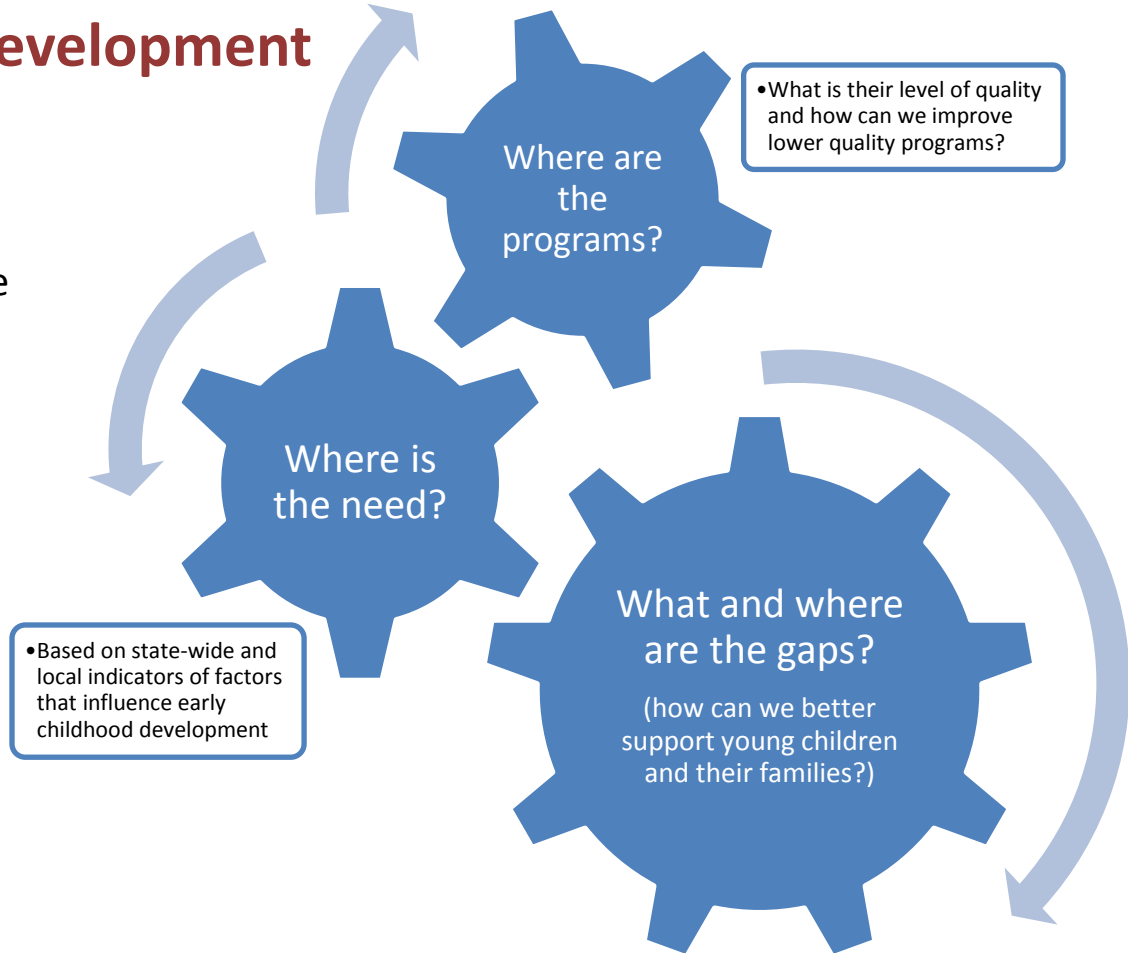 evelopment
•What is their level of quality
and how can we improve
lower quality programs?
Where are
the
programs?
e
Where is
the need?
•Based on state-wide and
local indicators of factors
that influence early
childhood development
What and where
are the gaps?
(how can we better
support young children
and their families?)